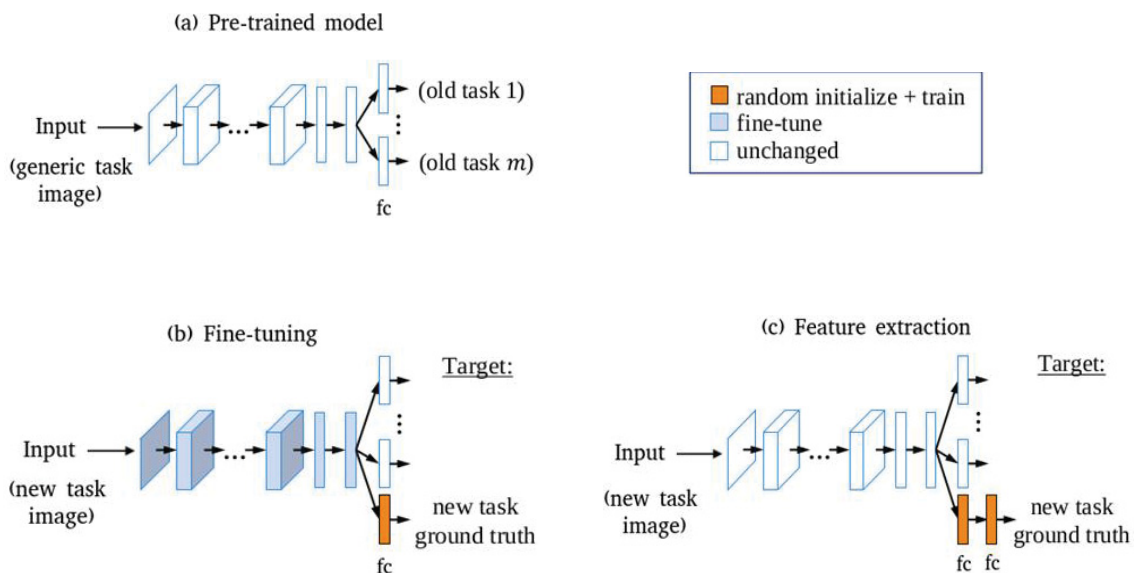 (a) Pre-trained model
Input
(generic task
image)
...
(old task 1)
(old task m)
fc
random initialize + train
fine-tune
unchanged
(b) Fine-tuning
Target:
Input
(new task
image)
...
new task
ground truth
fc
(c) Feature extraction
Target:
Input
(new task
image)
...
new task
ground truth
fc
fc